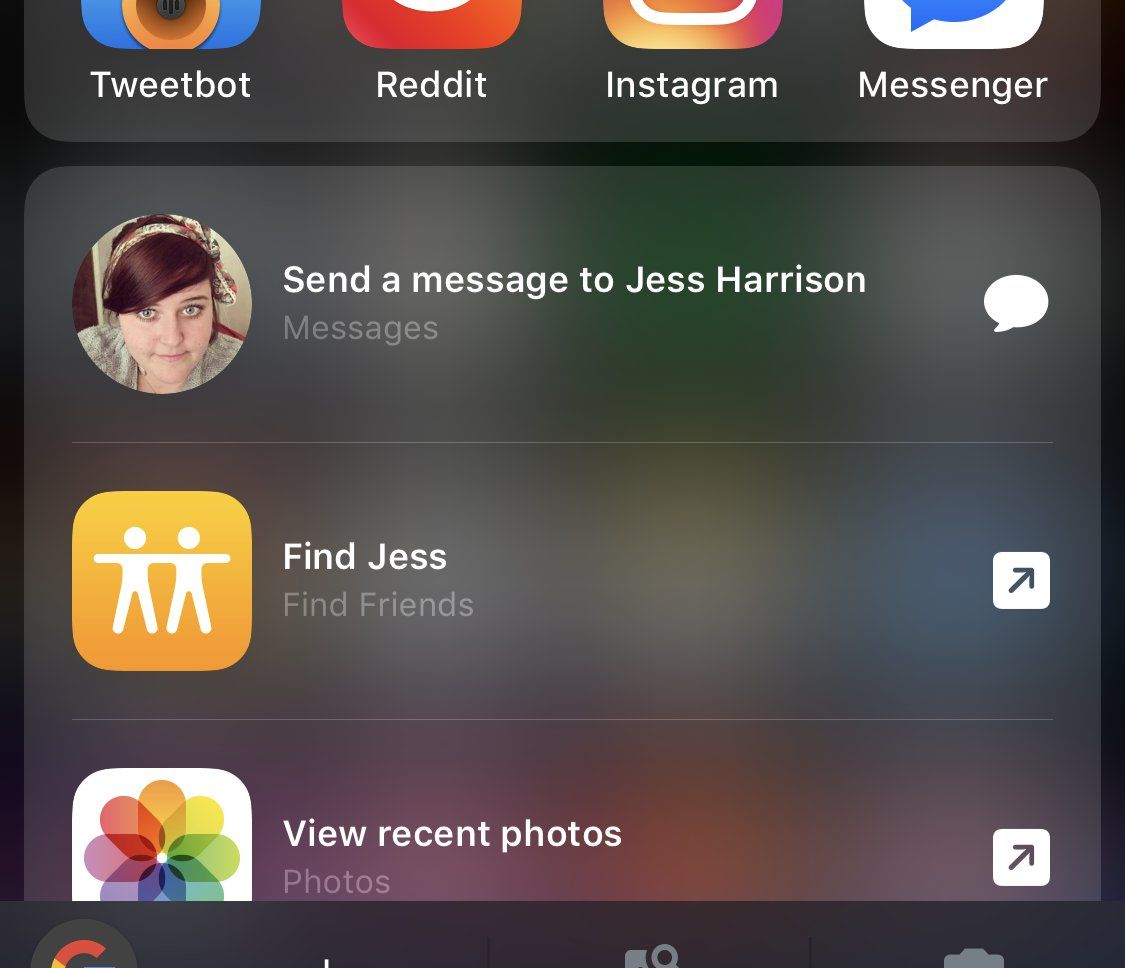 Tweetbot Reddit Instagram Messenger
Send a message to Jess Harrison
Messages
Find Jess
Find Friends
View recent photos
Photos